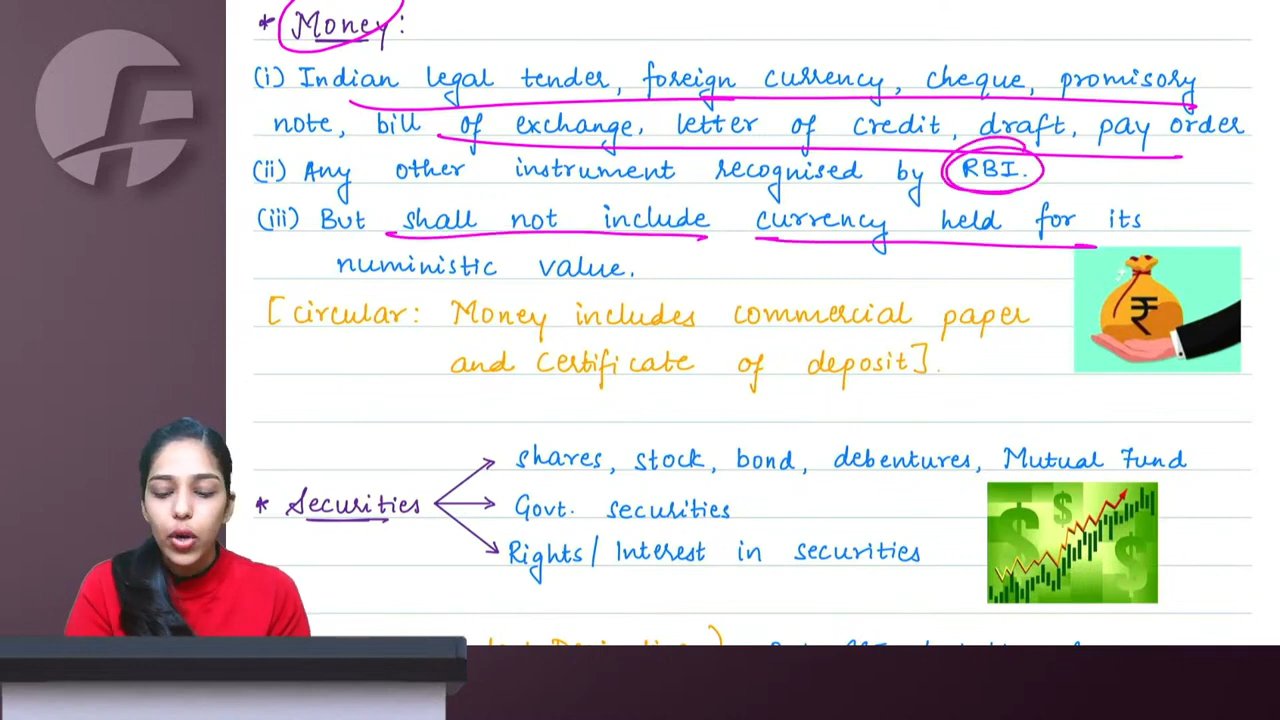 * Money:
(i) Indian legal tender, foreign currency, cheque, promisory
note, bill of exchange, letter of credit, draft, pay order
(ii) Any other instrument recognised by RBI.
(iii) But shall not include currency held for its
nuministic value.
[circular: Money includes commercial paper
and certificate of deposit].
shares, stock, bond, debentures, Mutual Fund
* Securities
Govt. securities
Rights/ Interest in securities